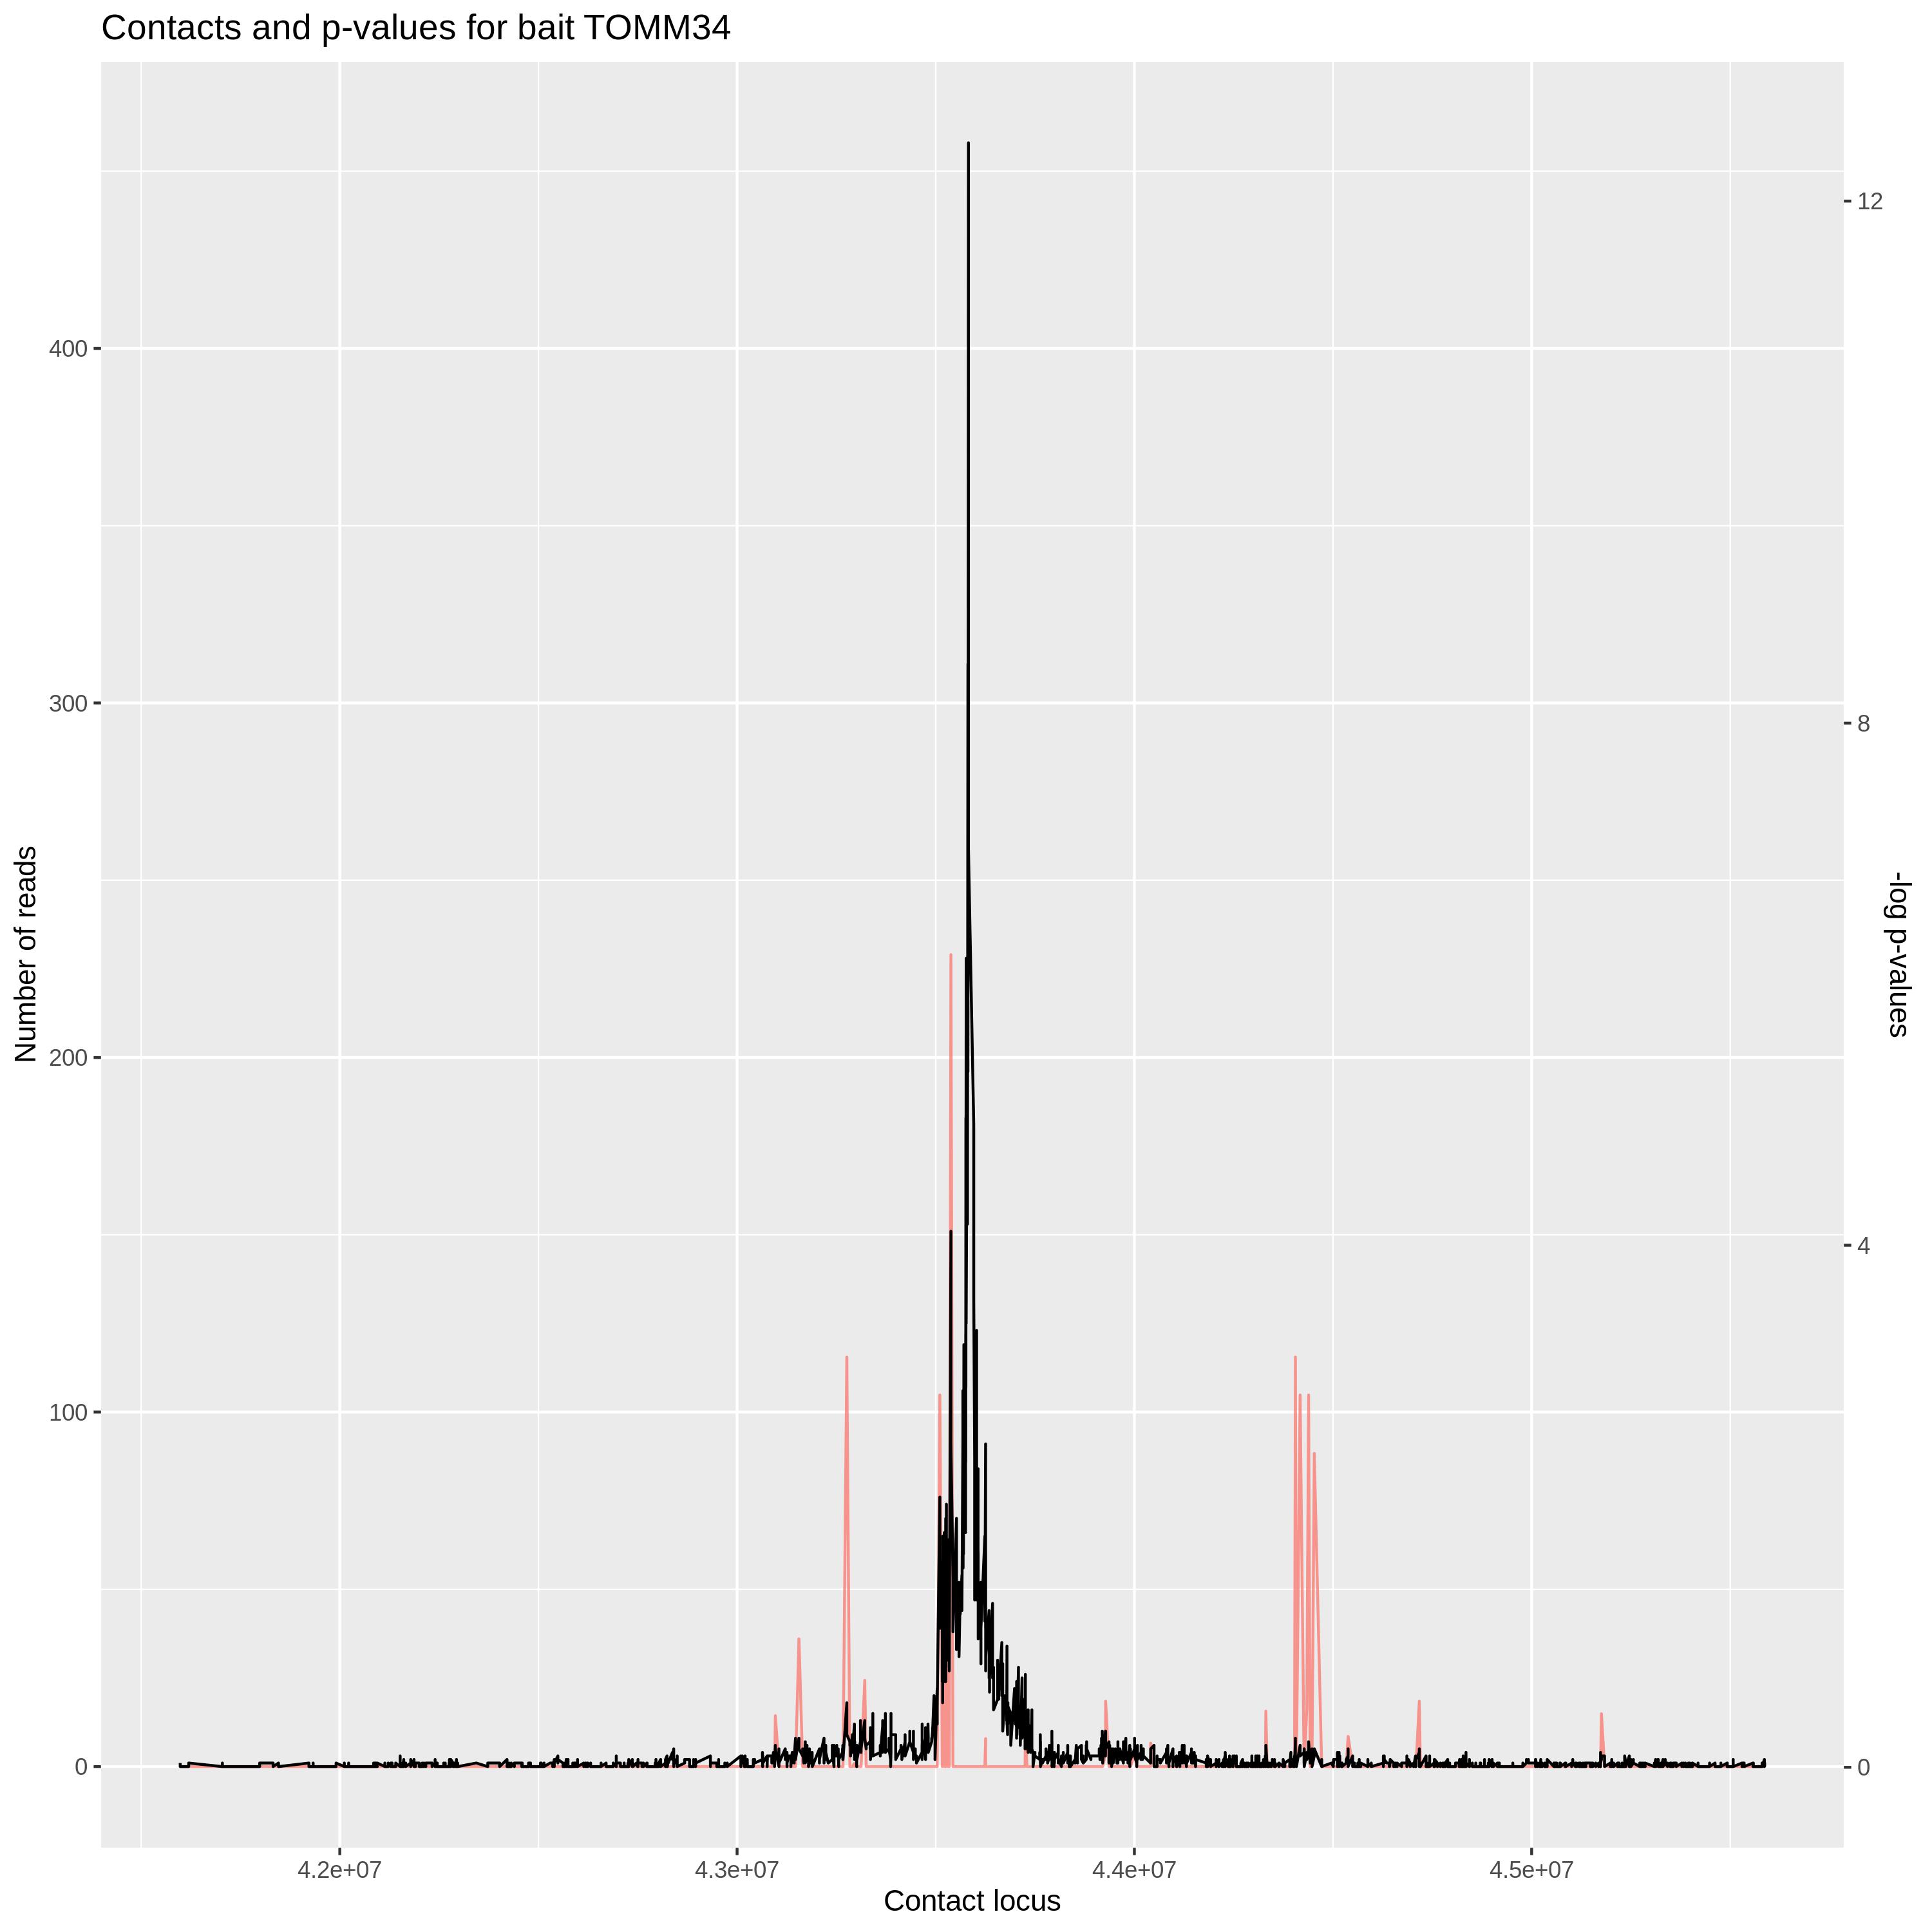 Contacts and p-values for bait TOMM34
12
400
300
8
Number of reads
-log p-values
200
4
100
0
0
4.2e+07
4.3e+07
4.4e+07
4.5e+07
Contact locus